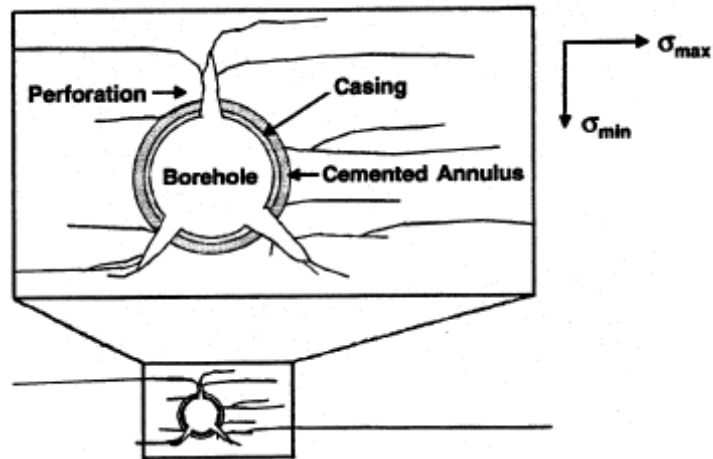 σmax
Perforation
Casing
σmin
Borehole
Cemented Annulus